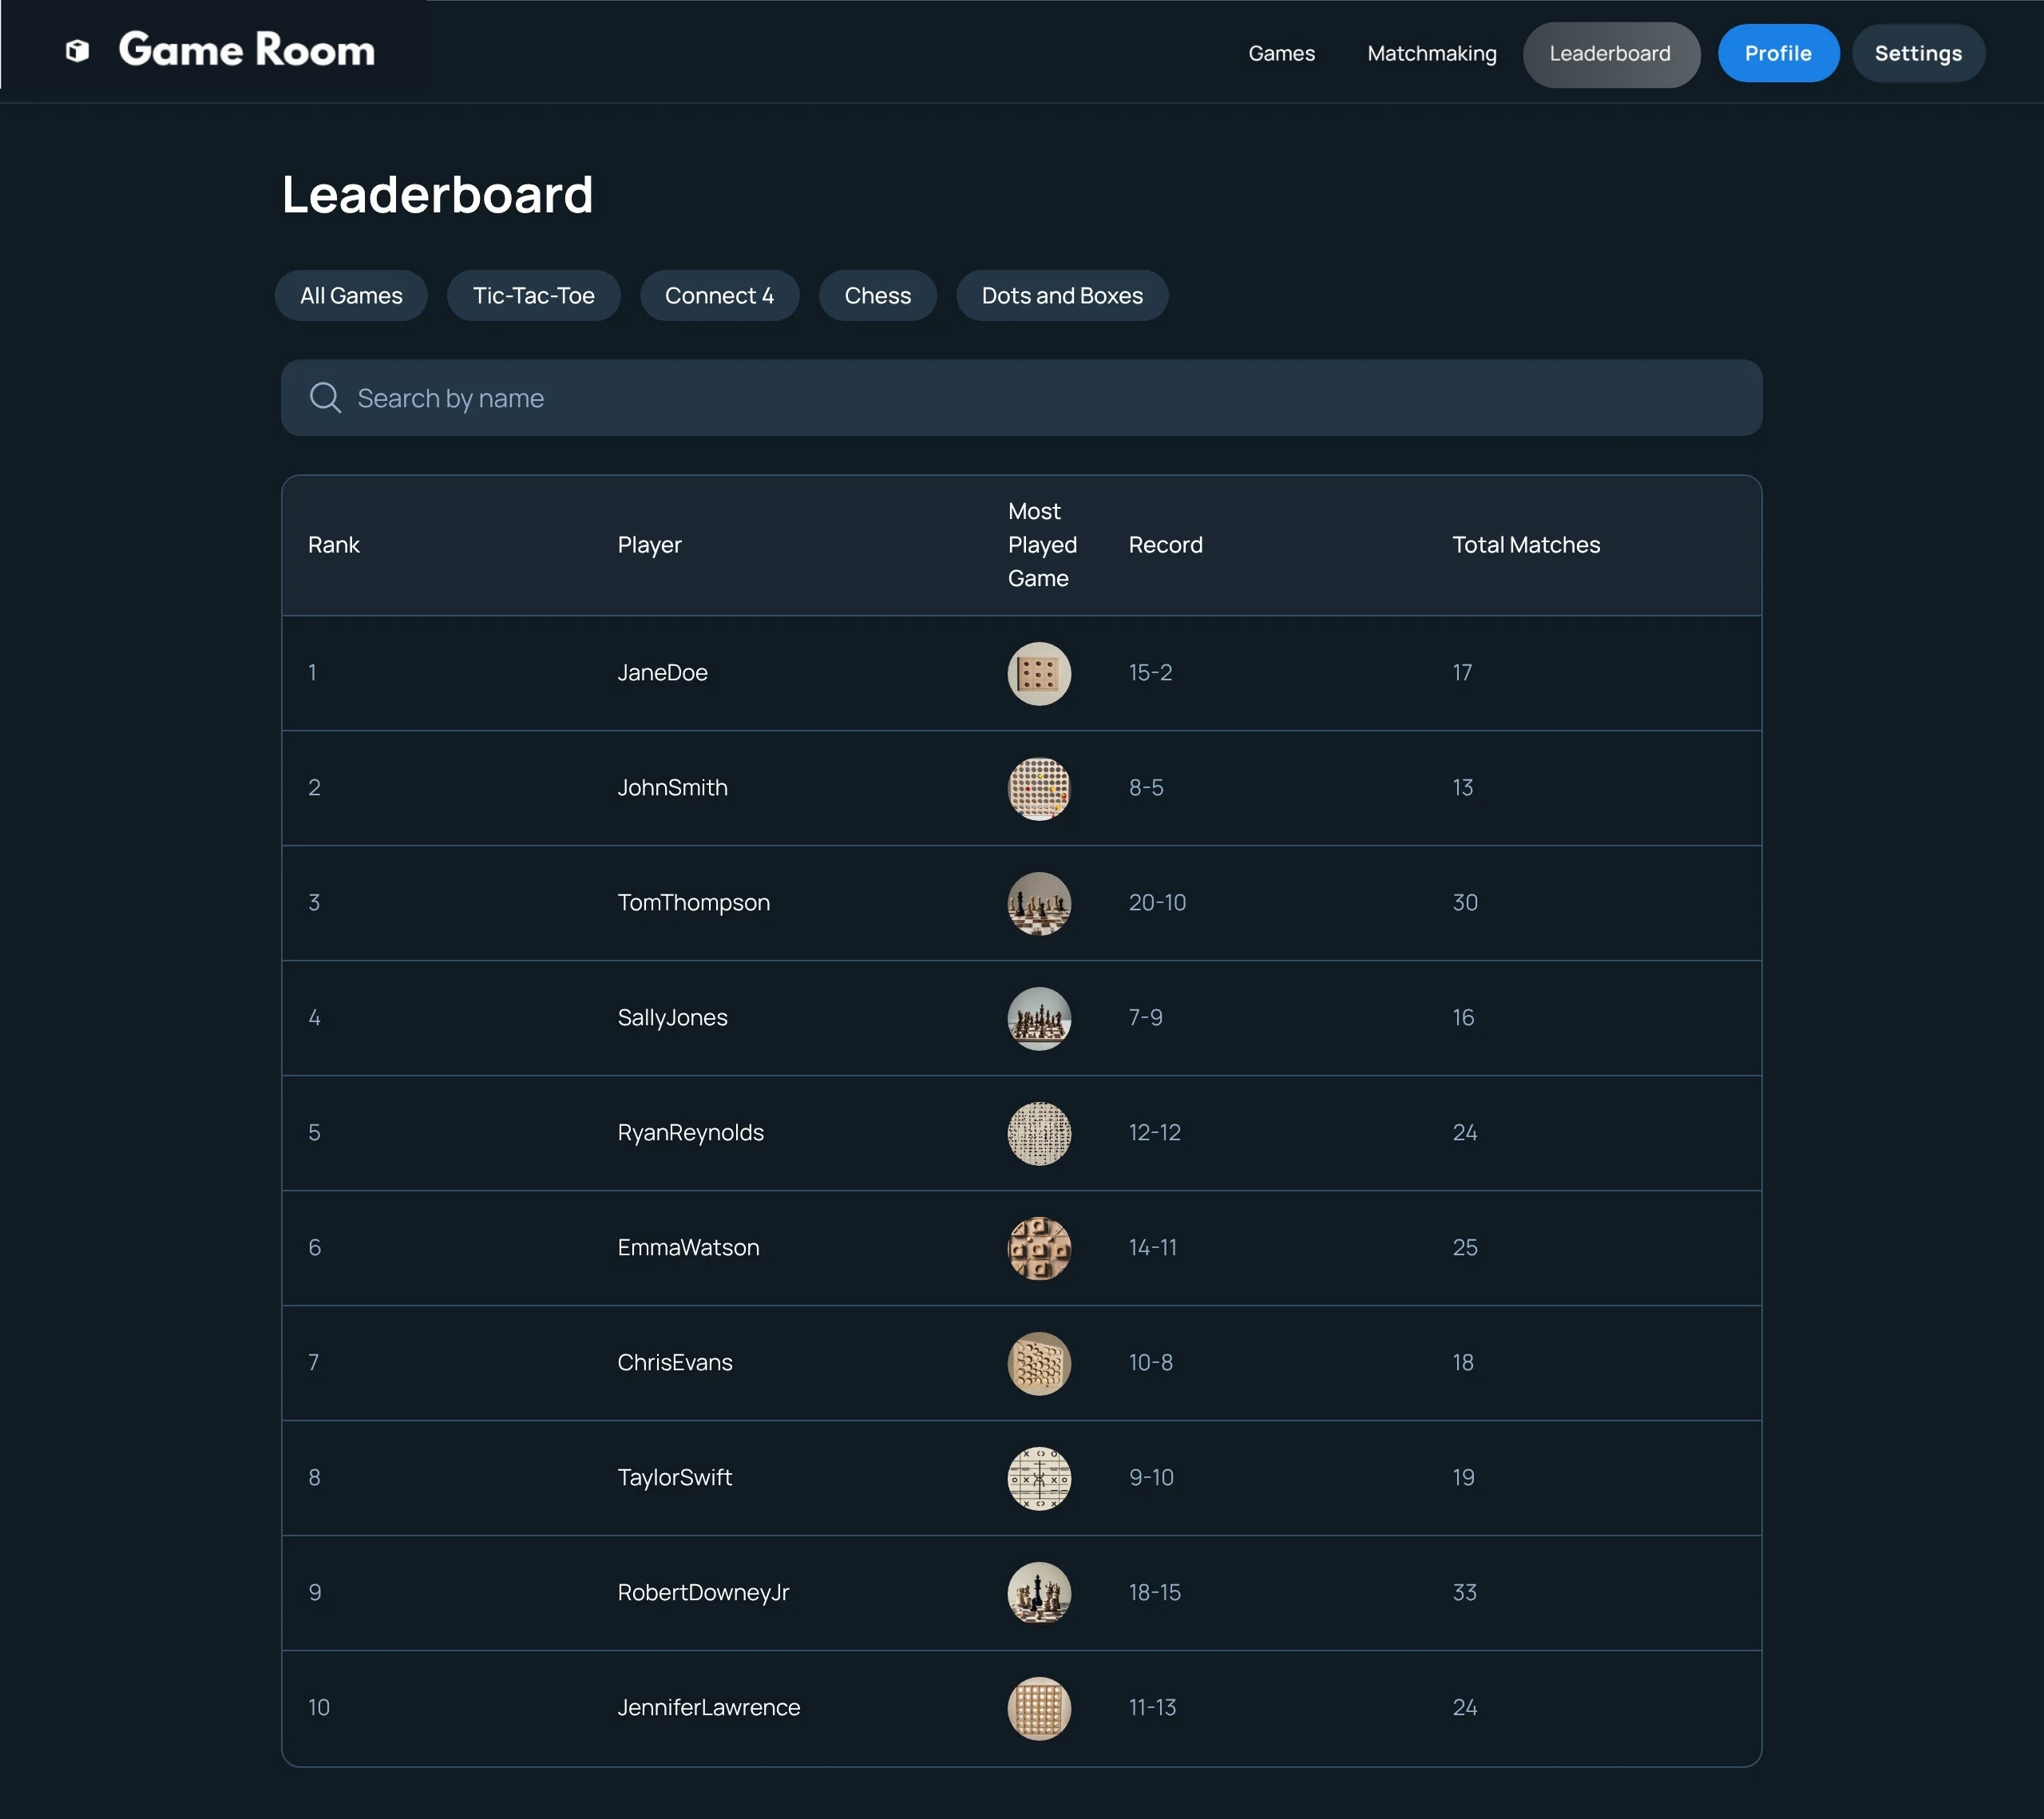 Game Room
Games Matchmaking Leaderboard Profile Settings
Leaderboard
All Games Tic-Tac-Toe Connect 4 Chess Dots and Boxes
Search by name
Rank Player Most Played Game Record Total Matches
1 JaneDoe 15-2 17
2 JohnSmith 8-5 13
3 TomThompson 20-10 30
4 SallyJones 7-9 16
5 RyanReynolds 12-12 24
6 EmmaWatson 14-11 25
7 ChrisEvans 10-8 18
8 TaylorSwift 9-10 19
9 RobertDowneyJr 18-15 33
10 JenniferLawrence 11-13 24